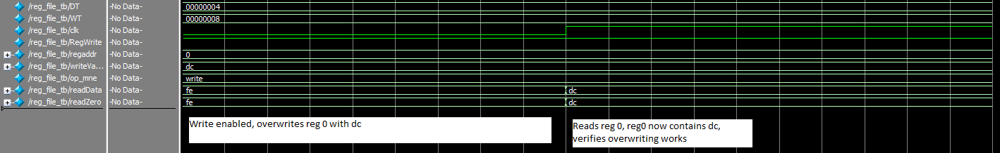 /reg_file_tb/DT -No Data- 00000004
/reg_file_tb/WT -No Data- 00000008
/reg_file_tb/clk -No Data-
/reg_file_tb/RegWrite -No Data-
/reg_file_tb/regaddr -No Data- 0
/reg_file_tb/writeVa... -No Data- dc
/reg_file_tb/op_mne -No Data- write
/reg_file_tb/readData -No Data- fe dc
/reg_file_tb/readZero -No Data- fe dc
Write enabled, overwrites reg 0 with dc
Reads reg 0, reg0 now contains dc,
verifies overwriting works